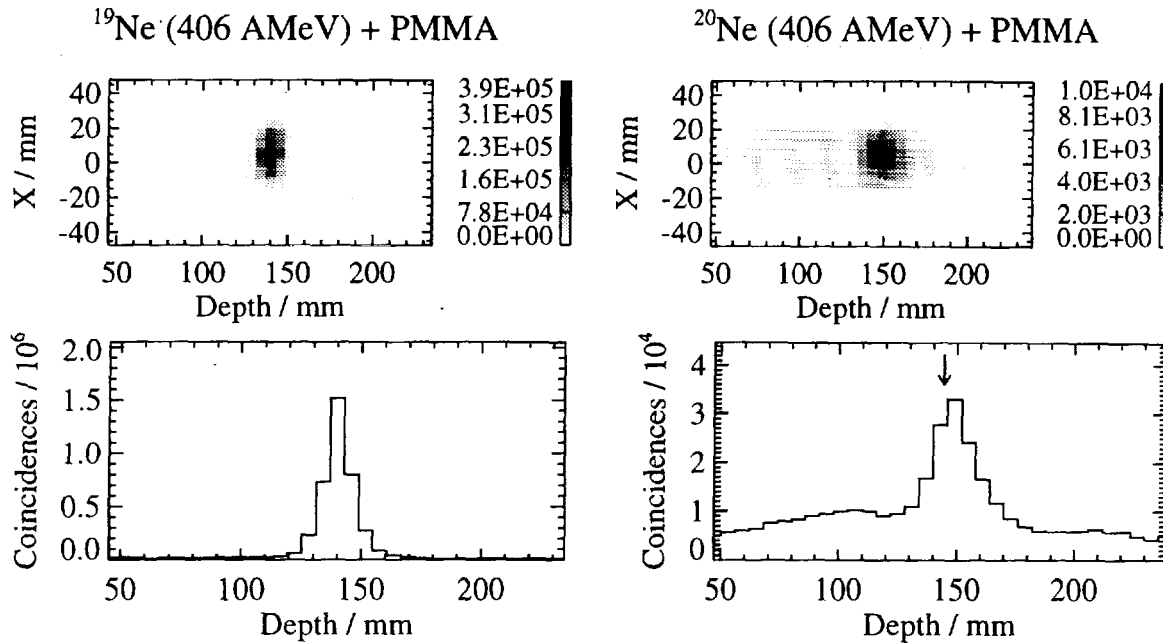 ¹⁹Ne (406 AMeV) + PMMA
40
20
0
-20
-40
X / mm
50 100 150 200
Depth / mm
3.9E+05
3.1E+05
2.3E+05
1.6E+05
7.8E+04
0.0E+00
²⁰Ne (406 AMeV) + PMMA
40
20
0
-20
-40
X / mm
50 100 150 200
Depth / mm
1.0E+04
8.1E+03
6.1E+03
4.0E+03
2.0E+03
0.0E+00
2.0
1.5
1.0
0.5
0.0
Coincidences / 10⁶
50 100 150 200
Depth / mm
4
3
2
1
0
Coincidences / 10⁴
50 100 150 200
Depth / mm